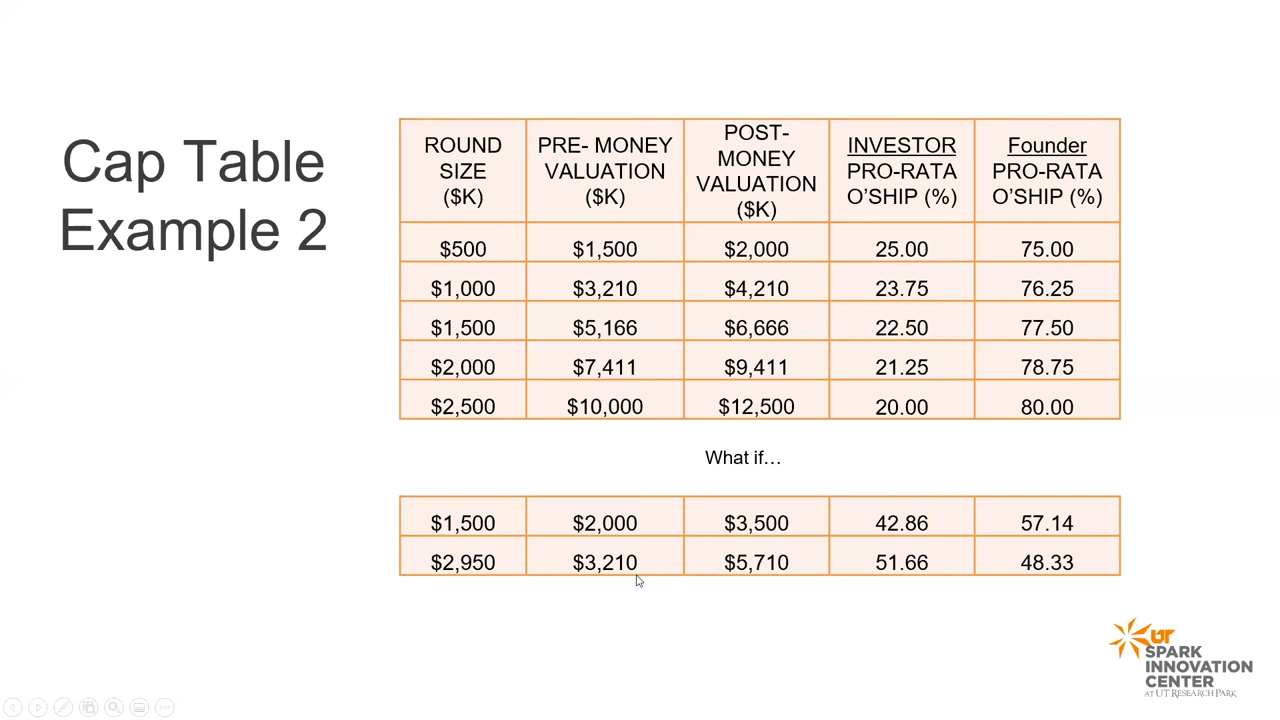 Cap Table
Example 2
ROUND
SIZE
($K)
PRE- MONEY
VALUATION
($K)
POST-
MONEY
VALUATION
($K)
INVESTOR
PRO-RATA
O'SHIP (%)
Founder
PRO-RATA
O'SHIP (%)
$500 $1,500 $2,000 25.00 75.00
$1,000 $3,210 $4,210 23.75 76.25
$1,500 $5,166 $6,666 22.50 77.50
$2,000 $7,411 $9,411 21.25 78.75
$2,500 $10,000 $12,500 20.00 80.00
What if…
$1,500 $2,000 $3,500 42.86 57.14
$2,950 $3,210 $5,710 51.66 48.33
UT
SPARK
INNOVATION
CENTER
AT UT RESEARCH PARK